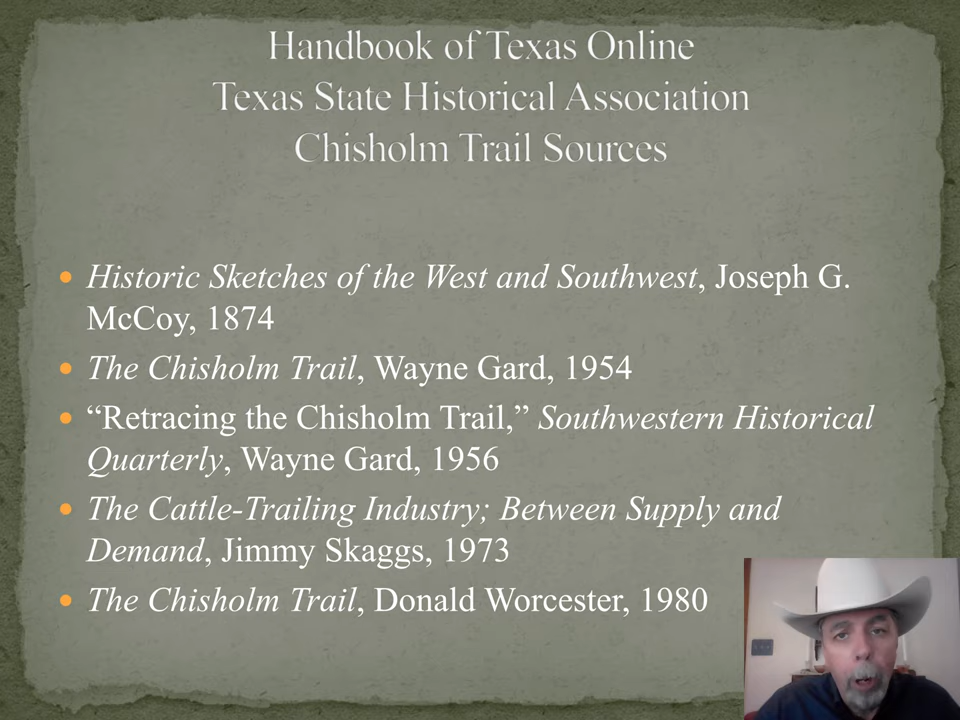 Handbook of Texas Online
Texas State Historical Association
Chisholm Trail Sources
Historic Sketches of the West and Southwest, Joseph G.
McCoy, 1874
The Chisholm Trail, Wayne Gard, 1954
“Retracing the Chisholm Trail,” Southwestern Historical
Quarterly, Wayne Gard, 1956
The Cattle-Trailing Industry; Between Supply and
Demand, Jimmy Skaggs, 1973
The Chisholm Trail, Donald Worcester, 1980